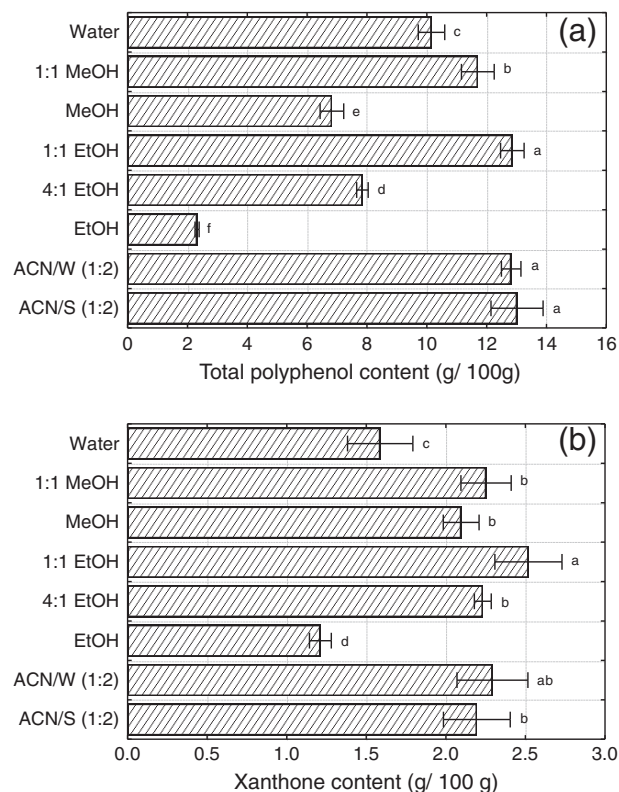 (a)
Water
c
1:1 MeOH
b
MeOH
e
1:1 EtOH
a
4:1 EtOH
d
EtOH
f
ACN/W (1:2)
a
ACN/S (1:2)
a
0 2 4 6 8 10 12 14 16
Total polyphenol content (g/ 100g)
(b)
Water
c
1:1 MeOH
b
MeOH
b
1:1 EtOH
a
4:1 EtOH
b
EtOH
d
ACN/W (1:2)
ab
ACN/S (1:2)
b
0.0 0.5 1.0 1.5 2.0 2.5 3.0
Xanthone content (g/ 100 g)